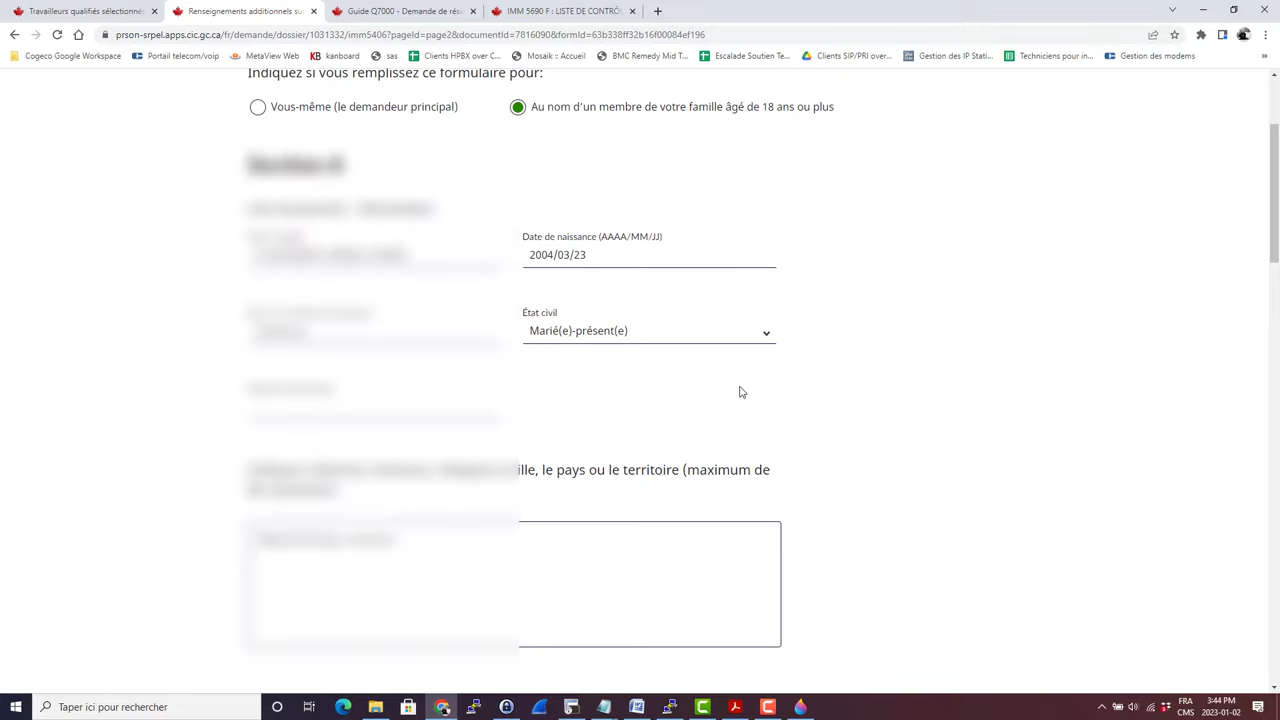 Travailleurs qualifiés sélectionnés
Renseignements additionnels su
Guide Q7000 - Demande de rés
IMM 5690 F : LISTE DE CONTRÔL
prson-srpel.apps.cic.gc.ca/fr/demande/dossier/1031332/imm5406?pageId=page2&documentId=7816090&formId=63b338ff32b16f00084ef196
Cogeco Google Workspace
Portail telecom/voip
MetaView Web
KB kanboard
sas
Clients HPBX over C...
Mosaik :: Accueil
BMC Remedy Mid T...
Escalade Soutien Te...
Clients SIP/PRI over...
Gestion des IP Stati...
Techniciens pour in...
Gestion des modems
Indiquez si vous remplissez ce formulaire pour:
Vous-même (le demandeur principal)
Au nom d'un membre de votre famille âgé de 18 ans ou plus
Date de naissance (AAAA/MM/JJ)
2004/03/23
État civil
Marié(e)-présent(e)
le pays ou le territoire (maximum de
Taper ici pour rechercher
FRA
CMS
3:44 PM
2023-01-02